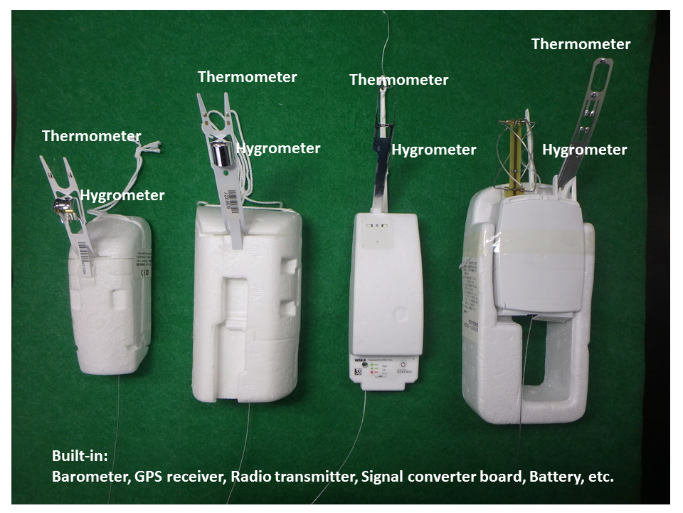 Thermometer
Thermometer
Thermometer
Thermometer
Hygrometer
Hygrometer
Hygrometer
Hygrometer
Built-in:
Barometer, GPS receiver, Radio transmitter, Signal converter board, Battery, etc.